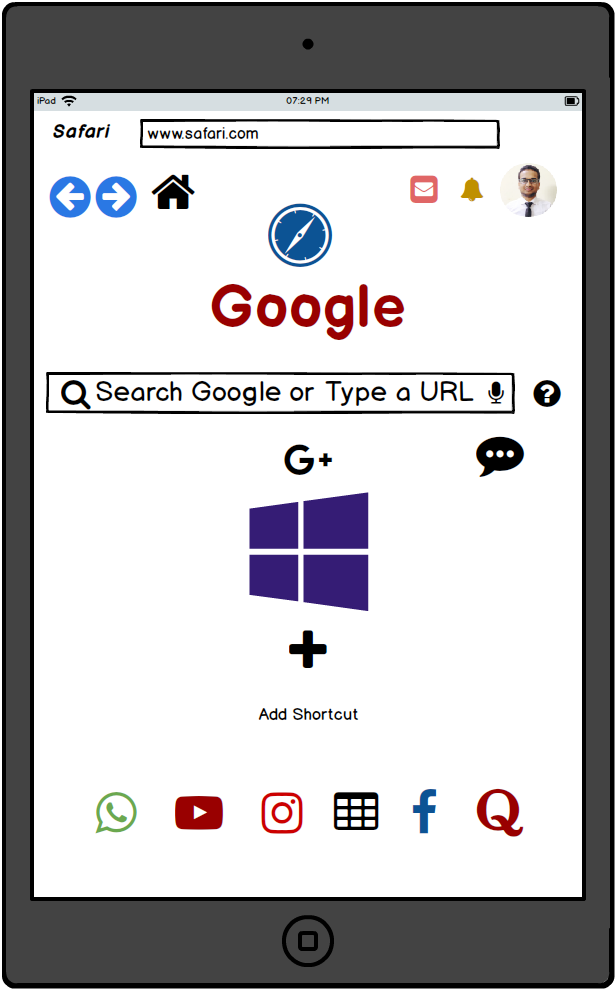 iPad 07:29 PM
Safari www.safari.com
Google
Search Google or Type a URL
G+
Add Shortcut